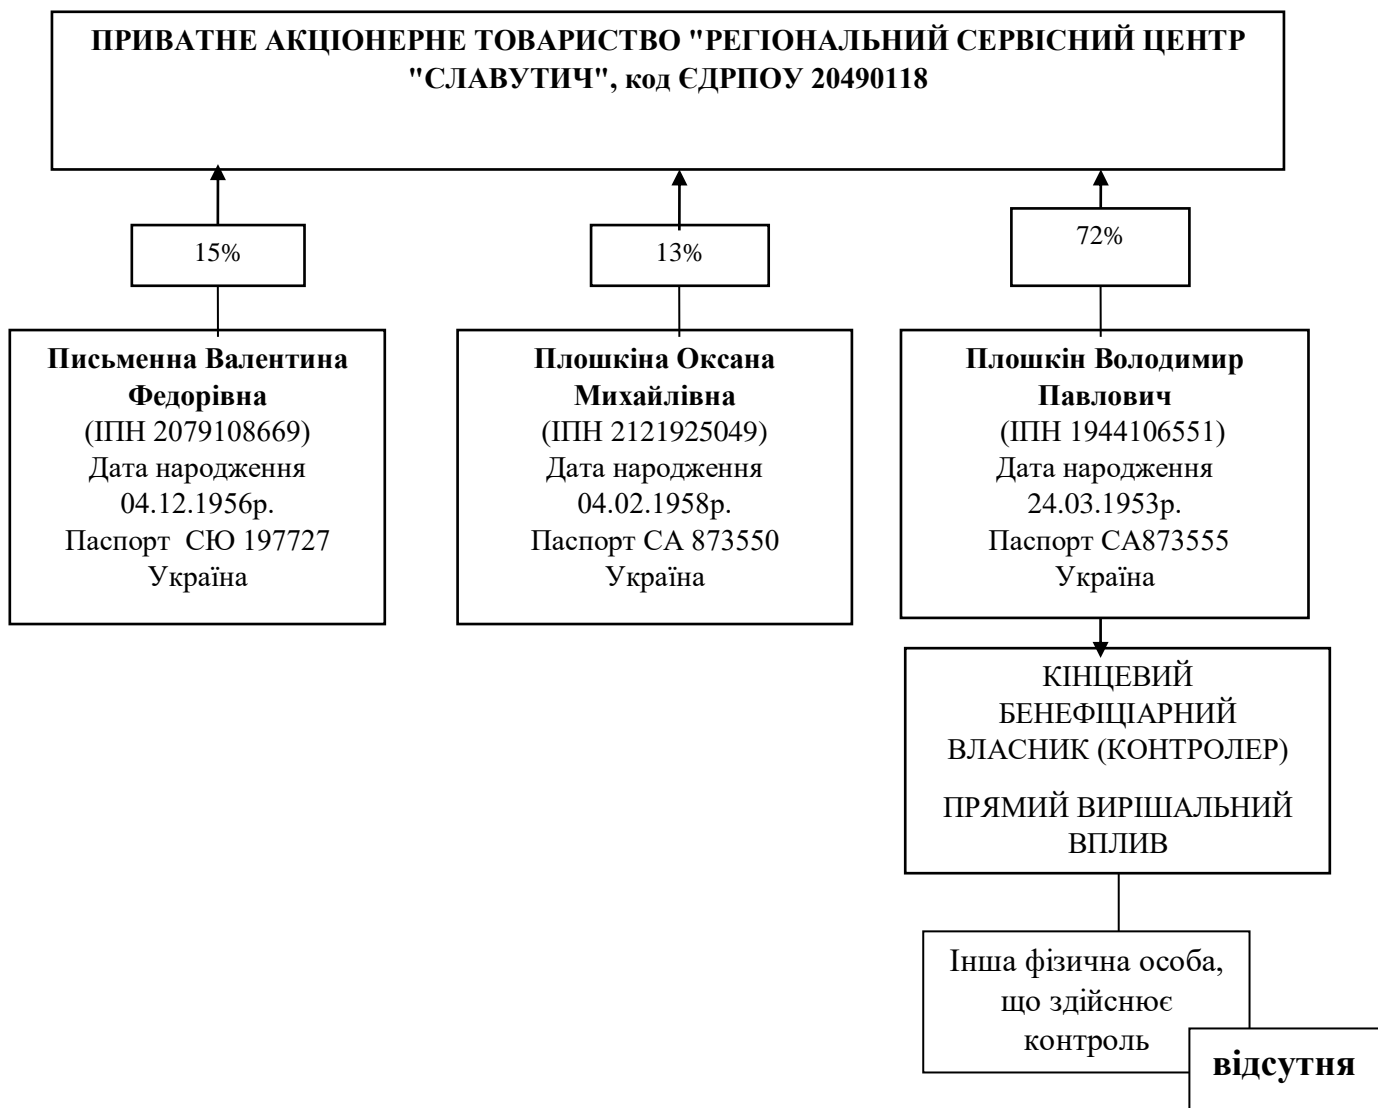 ПРИВАТНЕ АКЦІОНЕРНЕ ТОВАРИСТВО "РЕГІОНАЛЬНИЙ СЕРВІСНИЙ ЦЕНТР
"СЛАВУТИЧ", код ЄДРПОУ 20490118
15%
13%
72%
Письменна Валентина
Федорівна
(ІПН 2079108669)
Дата народження
04.12.1956р.
Паспорт СЮ 197727
Україна
Плошкіна Оксана
Михайлівна
(ІПН 2121925049)
Дата народження
04.02.1958р.
Паспорт СА 873550
Україна
Плошкін Володимир
Павлович
(ІПН 1944106551)
Дата народження
24.03.1953р.
Паспорт СА873555
Україна
КІНЦЕВИЙ
БЕНЕФІЦІАРНИЙ
ВЛАСНИК (КОНТРОЛЕР)
ПРЯМИЙ ВИРІШАЛЬНИЙ
ВПЛИВ
Інша фізична особа,
що здійснює
контроль
відсутня